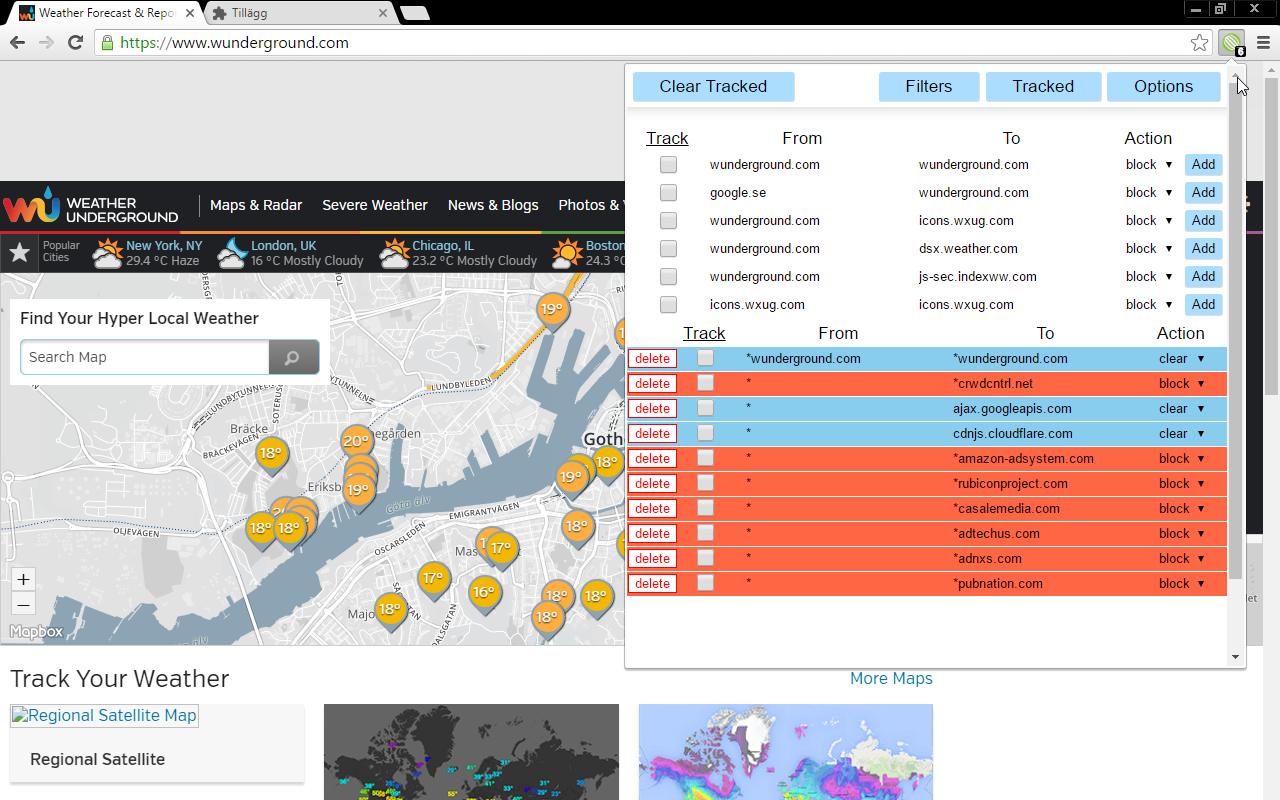 Weather Forecast & Repor
Tillägg
https://www.wunderground.com
6
Clear Tracked
Filters
Tracked
Options
Track From To Action
wunderground.com wunderground.com block Add
google.se wunderground.com block Add
wunderground.com icons.wxug.com block Add
wunderground.com dsx.weather.com block Add
wunderground.com js-sec.indexww.com block Add
icons.wxug.com icons.wxug.com block Add
Track From To Action
delete *wunderground.com *wunderground.com clear
delete * *crwdcntrl.net block
delete * ajax.googleapis.com clear
delete * cdnjs.cloudflare.com clear
delete * *amazon-adsystem.com block
delete * *rubiconproject.com block
delete * *casalemedia.com block
delete * *adtechus.com block
delete * *adnxs.com block
delete * *pubnation.com block
WEATHER
UNDERGROUND
Maps & Radar
Severe Weather
News & Blogs
Photos &
Popular
Cities
New York, NY
29.4 °C Haze
London, UK
16 °C Mostly Cloudy
Chicago, IL
23.2 °C Mostly Cloudy
Boston
24.3 °C
Find Your Hyper Local Weather
Search Map
19°
LUNDBYLEDEN
Bräcke
BRÄCKEVÄGEN
20°
egården
18°
Goth
18°
19°
Eriksb
19°
Göta älv
EMIGRANTVÄGEN
18°
18°
18°
OLJEVÄGEN
OSCARSLEDEN
Mas
17°
17°
16°
18°
18°
18°
Majo
18°
DALSGATAN
+
−
Mapbox
et
Track Your Weather
More Maps
Regional Satellite Map
Regional Satellite